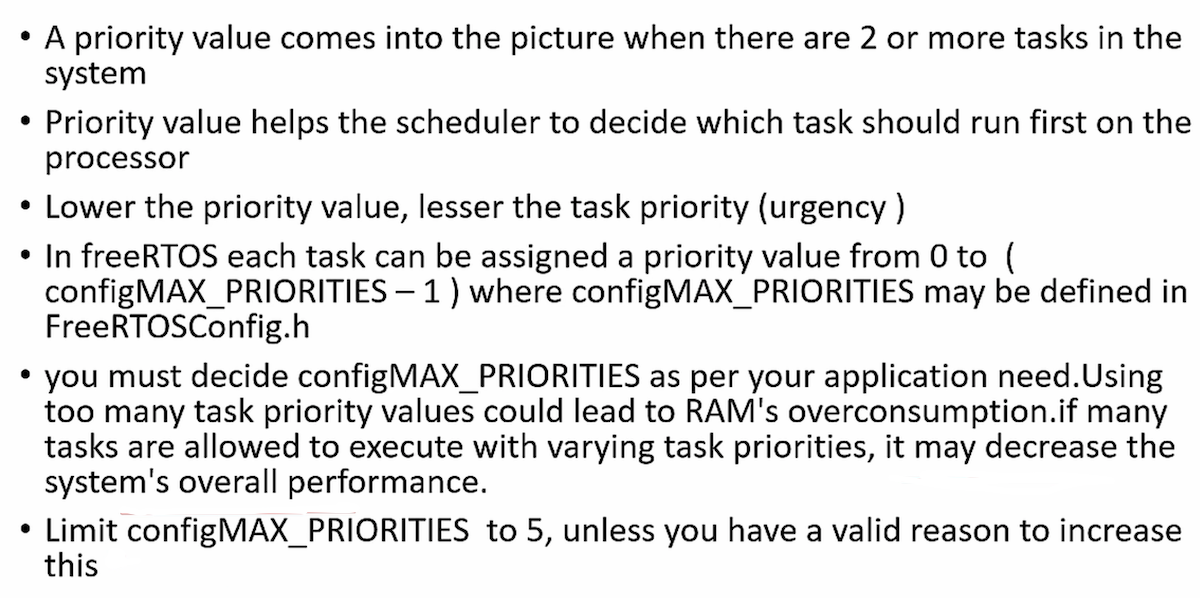 • A priority value comes into the picture when there are 2 or more tasks in the
system
• Priority value helps the scheduler to decide which task should run first on the
processor
• Lower the priority value, lesser the task priority (urgency )
• In freeRTOS each task can be assigned a priority value from 0 to  (
configMAX_PRIORITIES – 1 ) where configMAX_PRIORITIES may be defined in
FreeRTOSConfig.h
• you must decide configMAX_PRIORITIES as per your application need.Using
too many task priority values could lead to RAM's overconsumption.if many
tasks are allowed to execute with varying task priorities, it may decrease the
system's overall performance.
• Limit configMAX_PRIORITIES  to 5, unless you have a valid reason to increase
this